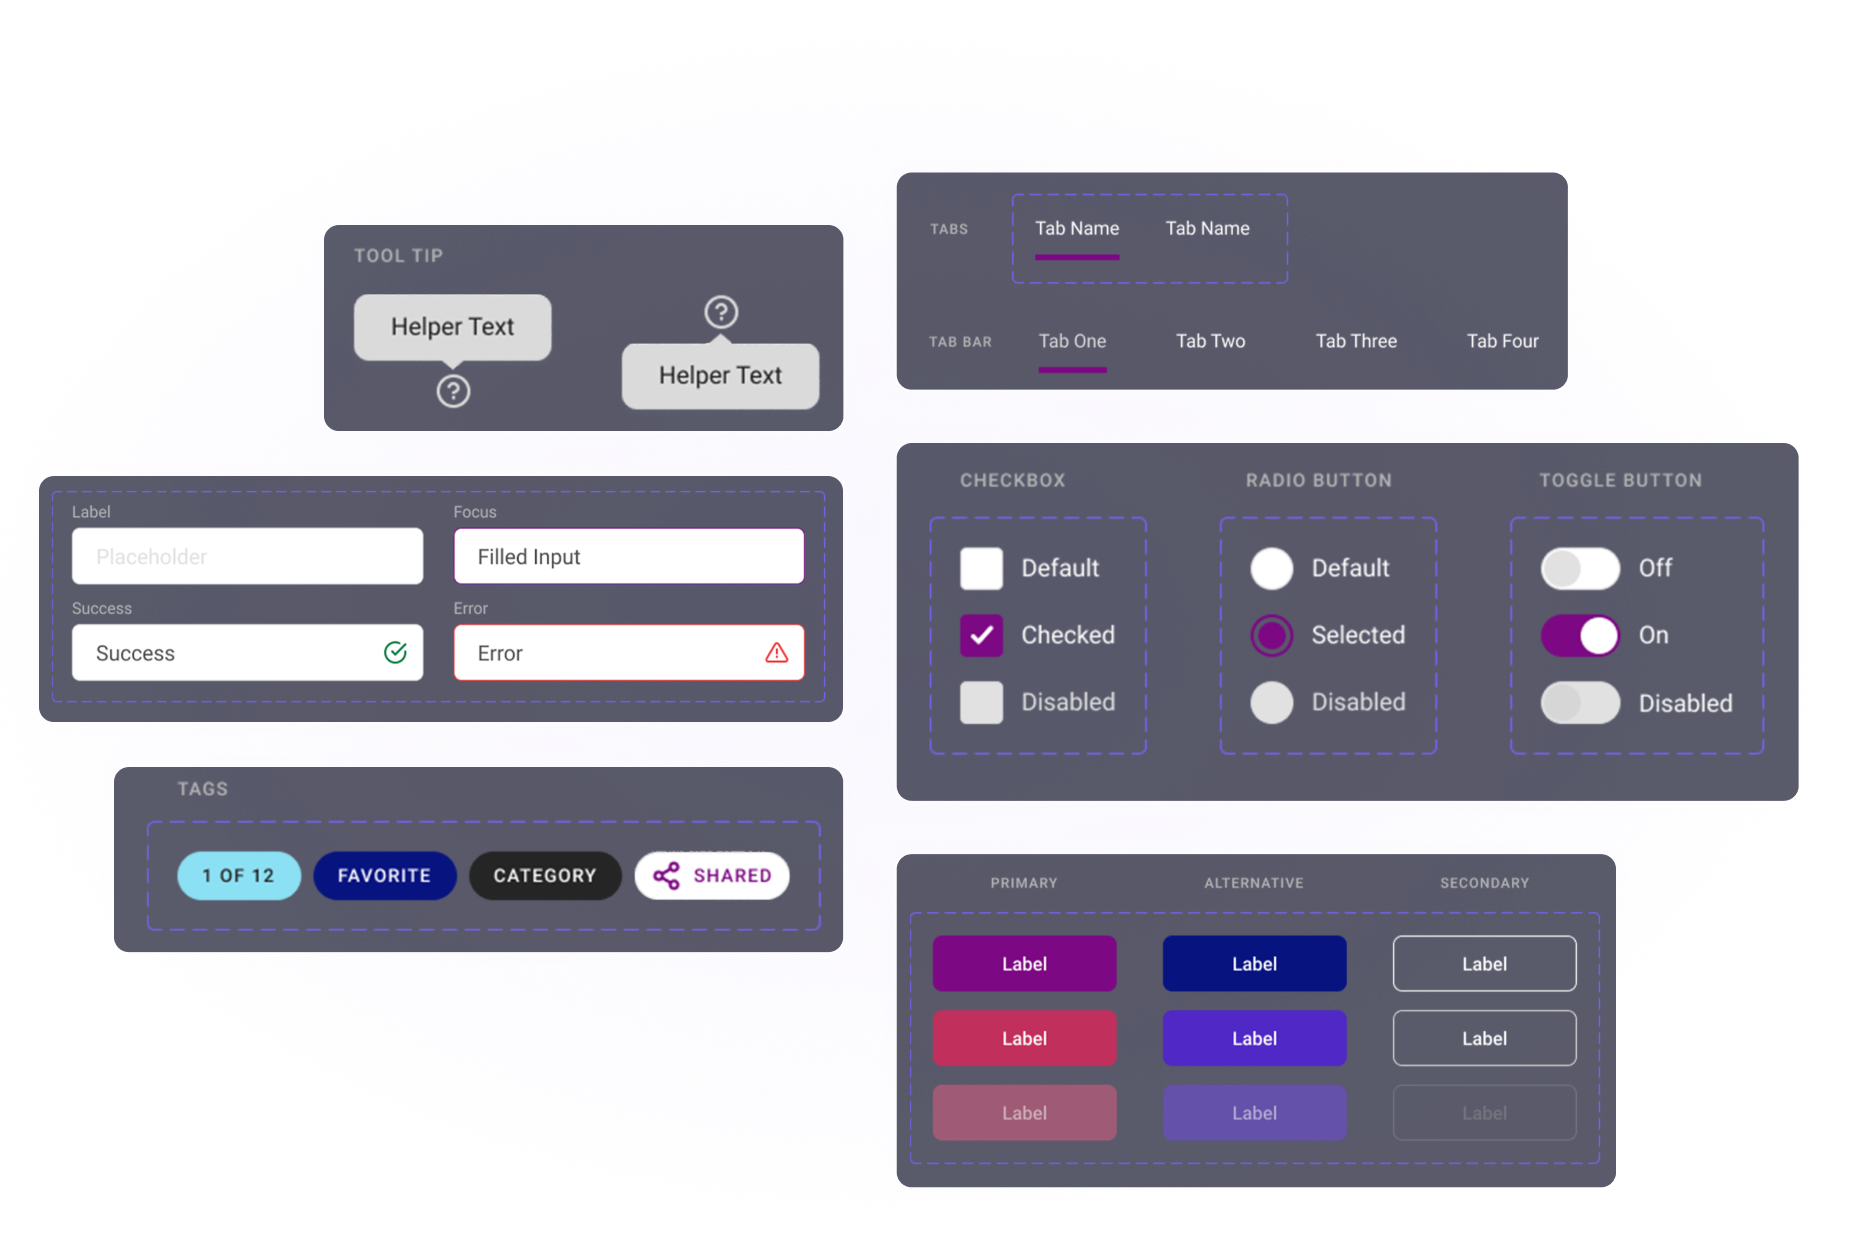 TOOL TIP
Helper Text
Helper Text
Label
Focus
Placeholder
Filled Input
Success
Error
Success
Error
TAGS
1 OF 12
FAVORITE
CATEGORY
SHARED
TABS
Tab Name
Tab Name
TAB BAR
Tab One
Tab Two
Tab Three
Tab Four
CHECKBOX
Default
Checked
Disabled
RADIO BUTTON
Default
Selected
Disabled
TOGGLE BUTTON
Off
On
Disabled
PRIMARY
ALTERNATIVE
SECONDARY
Label
Label
Label
Label
Label
Label
Label
Label
Label